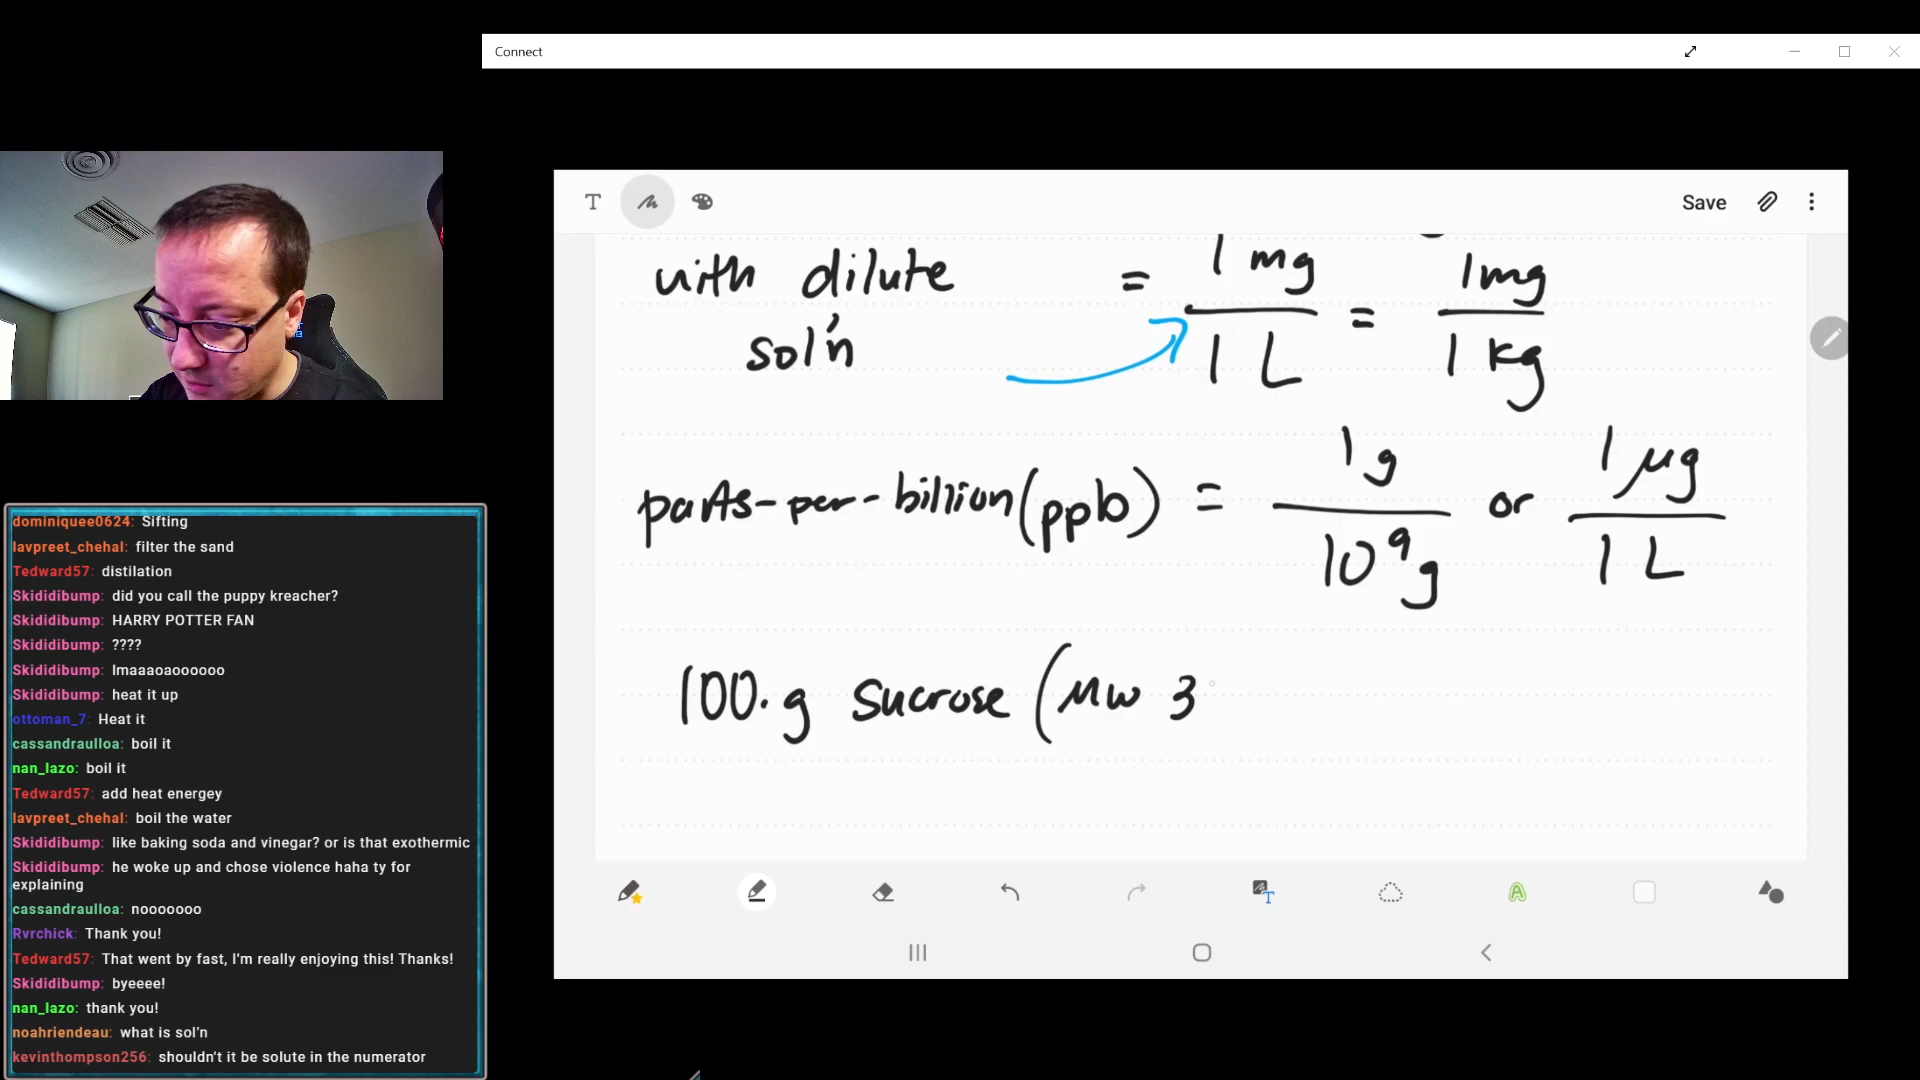 Connect
Save
with dilute = 1 mg / 1 L = 1mg / 1 kg
sol'n
parts-per-billion (ppb) = 1 g / 10⁹ g or 1 µg / 1 L
100. g sucrose (MW 3
dominiquee0624: Sifting
lavpreet_chehal: filter the sand
Tedward57: distilation
Skididibump: did you call the puppy kreacher?
Skididibump: HARRY POTTER FAN
Skididibump: ????
Skididibump: lmaaaoaoooooo
Skididibump: heat it up
ottoman_7: Heat it
cassandraulloa: boil it
nan_lazo: boil it
Tedward57: add heat energey
lavpreet_chehal: boil the water
Skididibump: like baking soda and vinegar? or is that exothermic
Skididibump: he woke up and chose violence haha ty for
explaining
cassandraulloa: nooooooo
Rvrchick: Thank you!
Tedward57: That went by fast, I'm really enjoying this! Thanks!
Skididibump: byeeee!
nan_lazo: thank you!
noahriendeau: what is sol'n
kevinthompson256: shouldn't it be solute in the numerator